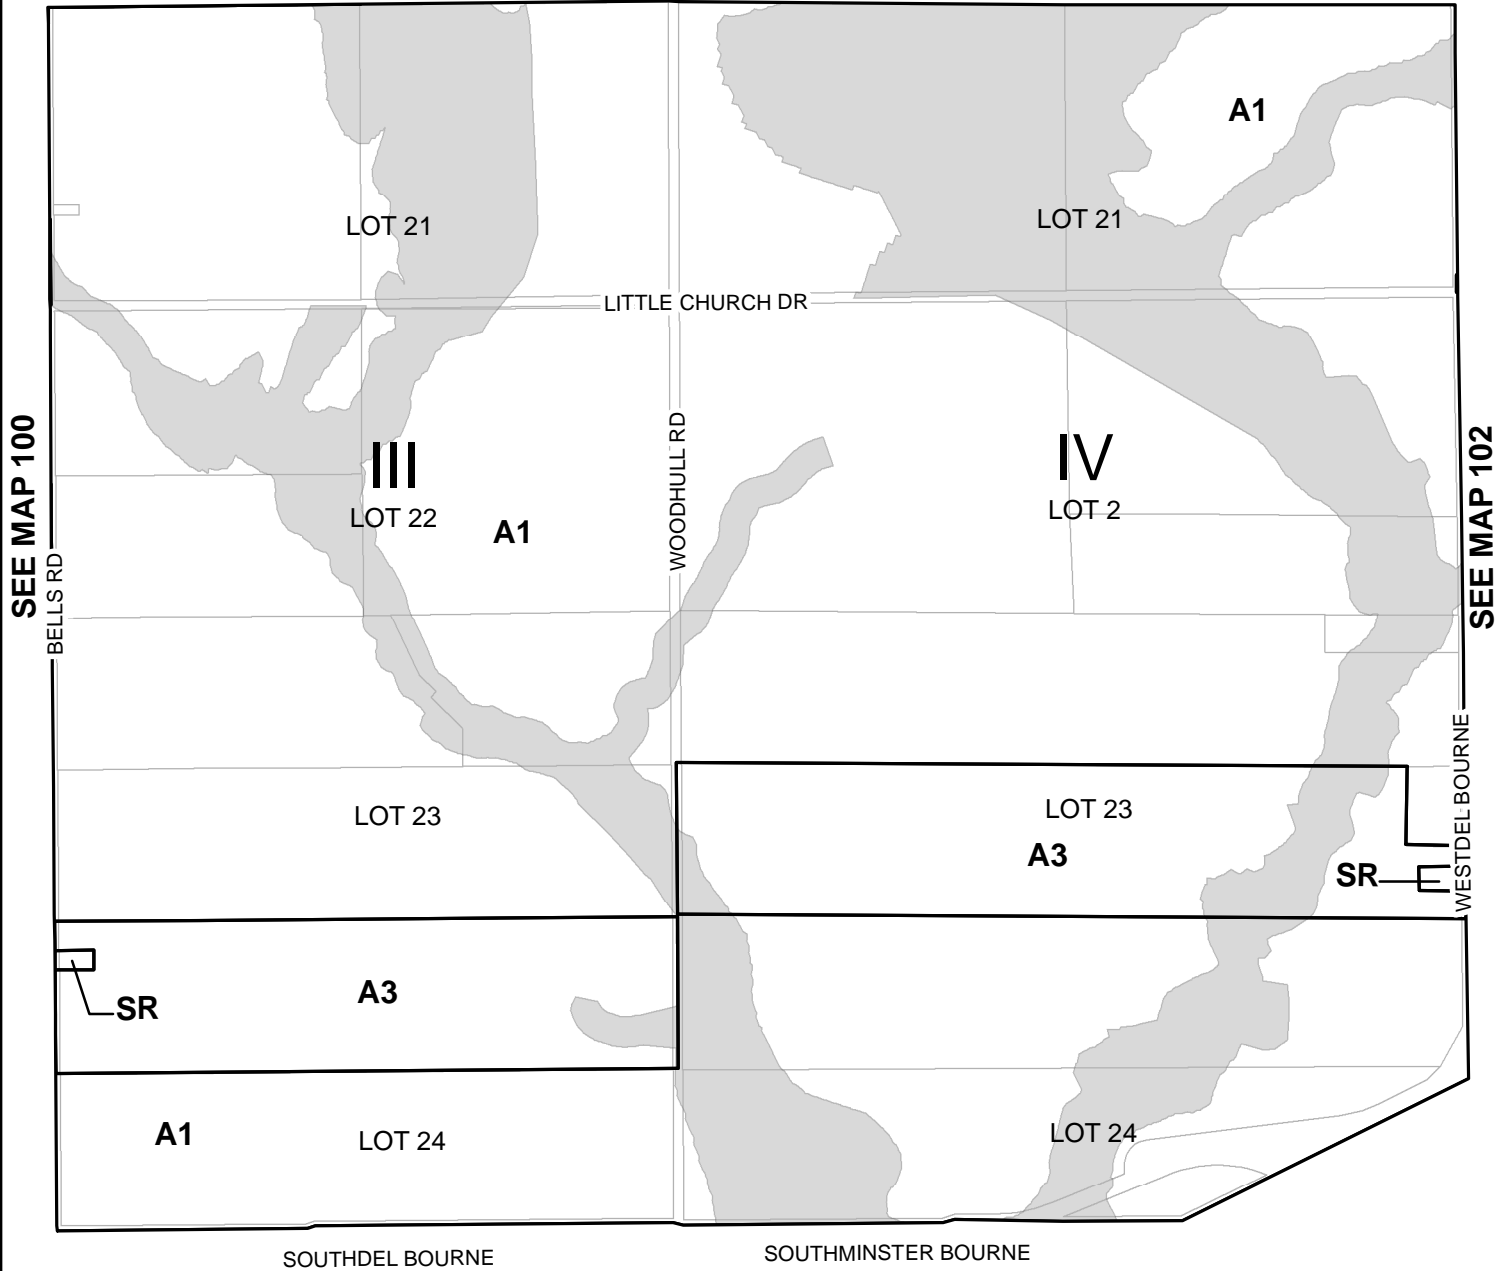 A1
LOT 21
LOT 21
LITTLE CHURCH DR
SEE MAP 100
BELLS RD
III
LOT 22
A1
WOODHULL RD
IV
LOT 2
SEE MAP 102
WESTDEL BOURNE
LOT 23
LOT 23
A3
SR
A3
SR
A1
LOT 24
LOT 24
SOUTHDEL BOURNE
SOUTHMINSTER BOURNE